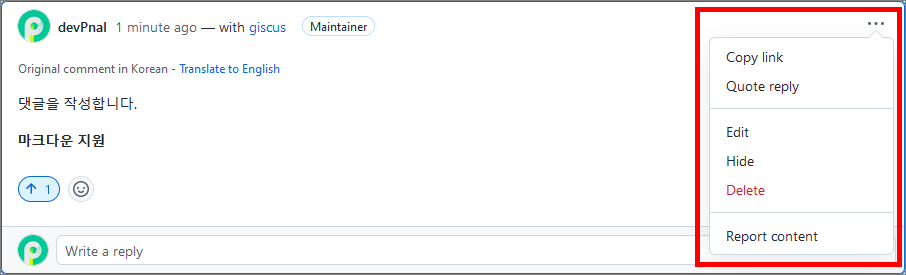 devPnal 1 minute ago — with giscus Maintainer ...
Original comment in Korean - Translate to English
댓글을 작성합니다.
마크다운 지원
↑ 1
Write a reply
Copy link
Quote reply
Edit
Hide
Delete
Report content